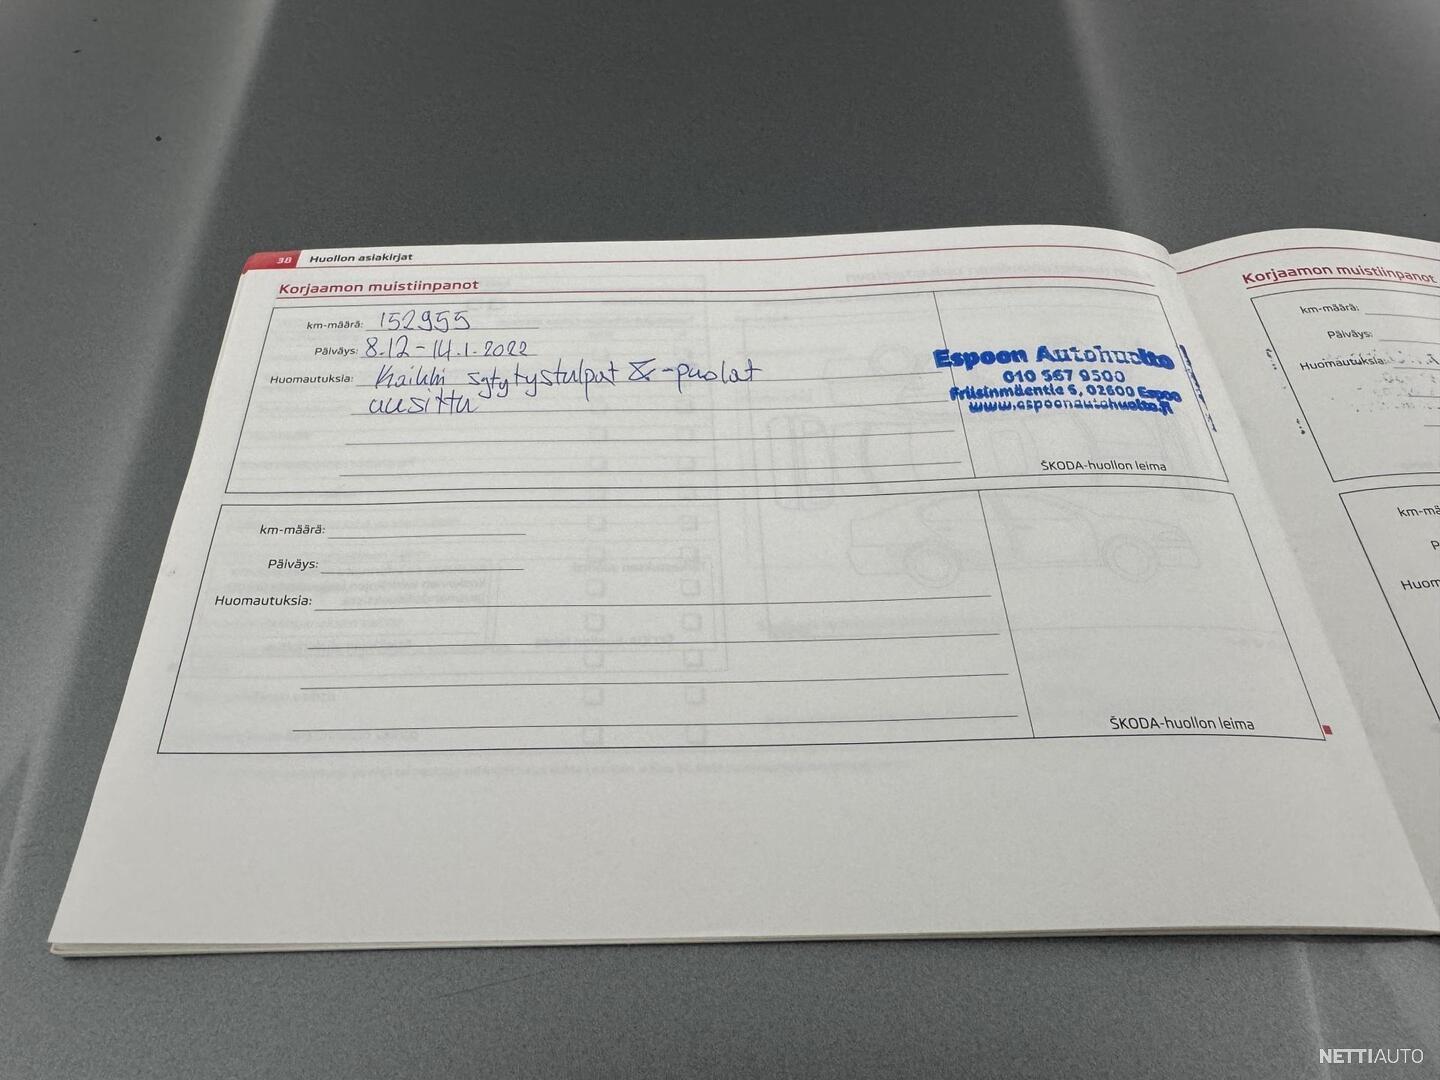 38 Huollon asiakirjat
Korjaamon muistiinpanot
km-määrä: 152955
Päiväys: 8.12-14.1.2022
Huomautuksia: Kaikki sytytystulpat & -puolat
uusittu
Espoon Autohuolto
010 567 9500
Friisinmäentie 6, 02600 Espoo
www.espoonautohuolto.fi
ŠKODA-huollon leima
km-määrä:
Päiväys:
Huomautuksia:
ŠKODA-huollon leima
Korjaamon muistiinpanot
km-määrä:
Päiväys:
Huomautuksia:
km-mä
P
Huom
NETTIAUTO